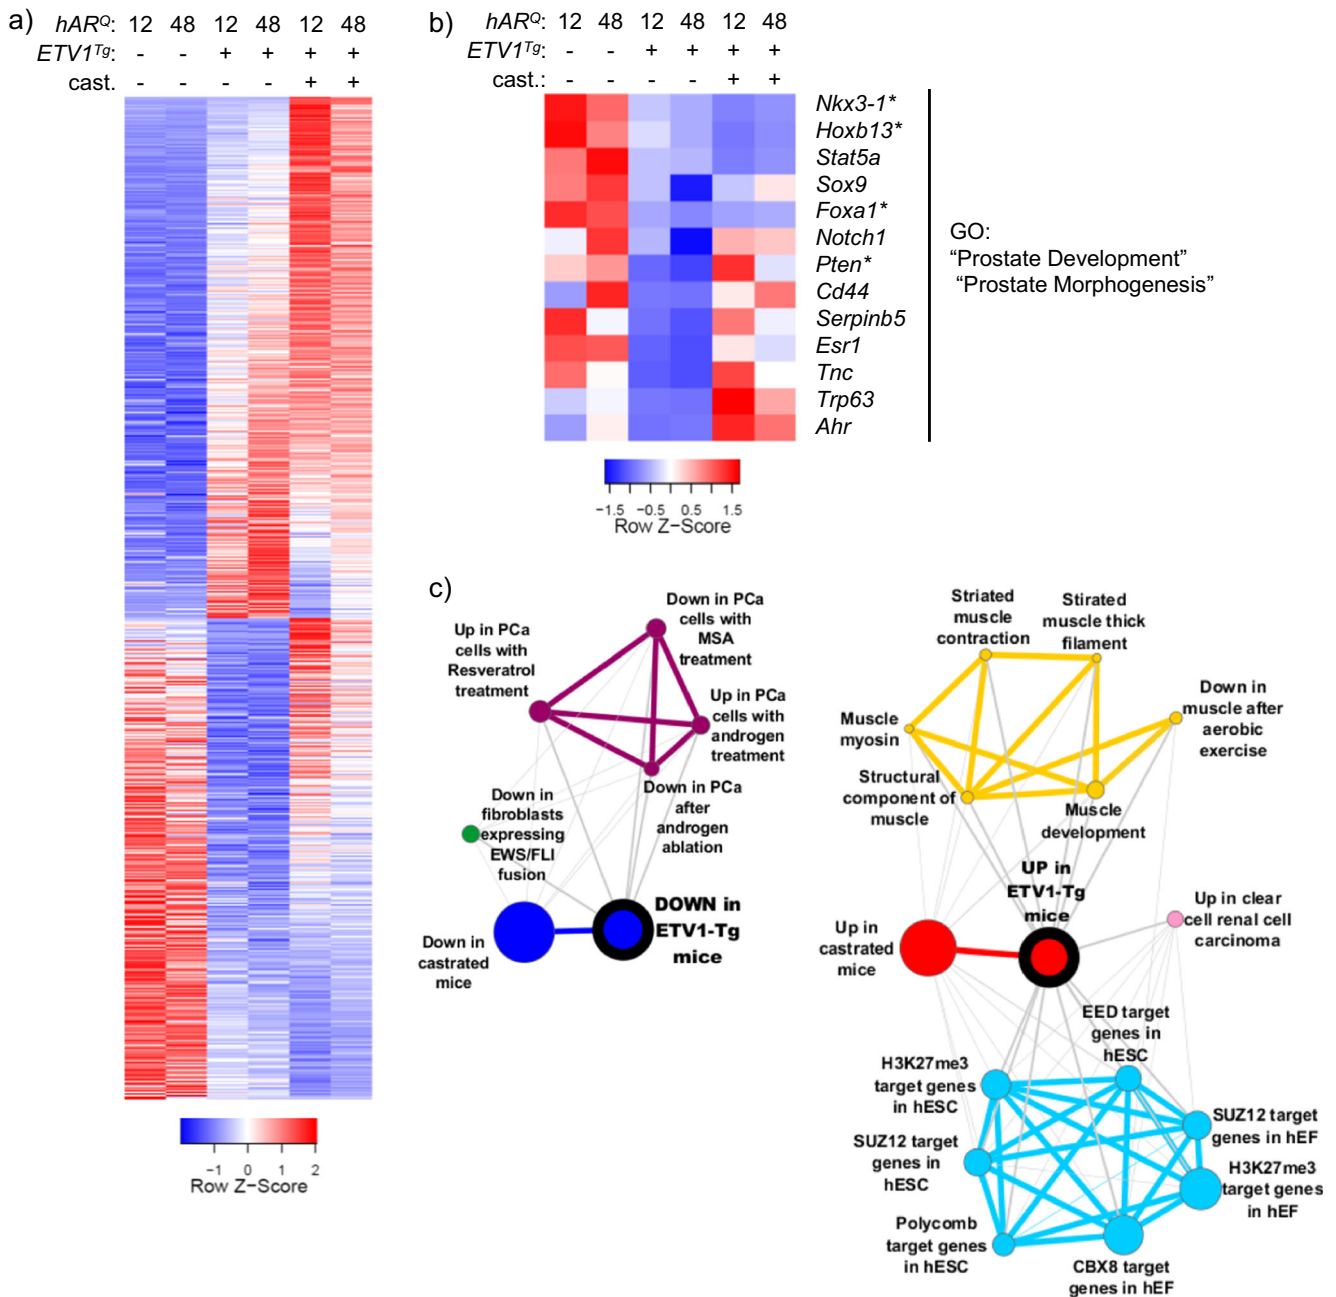 a)
hAR^Q: 12 48 12 48 12 48
ETV1^Tg: - - + + + +
cast. - - - - + +
−1 0 1 2
Row Z−Score
b)
hAR^Q: 12 48 12 48 12 48
ETV1^Tg: - - + + + +
cast.: - - - - + +
Nkx3-1*
Hoxb13*
Stat5a
Sox9
Foxa1*
Notch1
Pten*
Cd44
Serpinb5
Esr1
Tnc
Trp63
Ahr
GO:
“Prostate Development”
“Prostate Morphogenesis”
−1.5 −0.5 0.5 1.5
Row Z−Score
c)
Down in PCa
cells with
MSA
treatment
Up in PCa
cells with
Resveratrol
treatment
Up in PCa
cells with
androgen
treatment
Down in PCa
after
androgen
ablation
Down in
fibroblasts
expressing
EWS/FLI
fusion
Down in
castrated
mice
DOWN in
ETV1-Tg
mice
Striated
muscle
contraction
Stirated
muscle thick
filament
Muscle
myosin
Down in
muscle after
aerobic
exercise
Structural
component of
muscle
Muscle
development
UP in
ETV1-Tg
mice
Up in
castrated
mice
Up in clear
cell renal cell
carcinoma
EED target
genes in
hESC
H3K27me3
target genes
in hESC
SUZ12 target
genes in hEF
SUZ12 target
genes in
hESC
H3K27me3
target genes
in hEF
Polycomb
target genes
in hESC
CBX8 target
genes in hEF